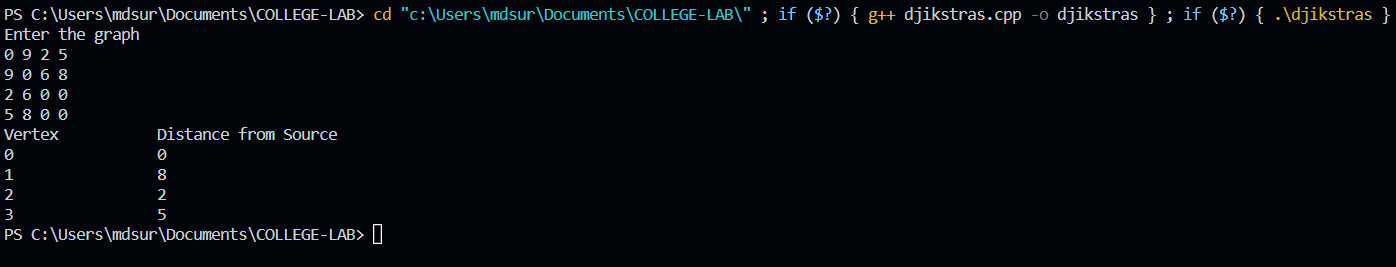 PS C:\Users\mdsur\Documents\COLLEGE-LAB> cd "c:\Users\mdsur\Documents\COLLEGE-LAB\" ; if ($?) { g++ djikstras.cpp -o djikstras } ; if ($?) { .\djikstras }
Enter the graph
0 9 2 5
9 0 6 8
2 6 0 0
5 8 0 0
Vertex Distance from Source
0 0
1 8
2 2
3 5
PS C:\Users\mdsur\Documents\COLLEGE-LAB>